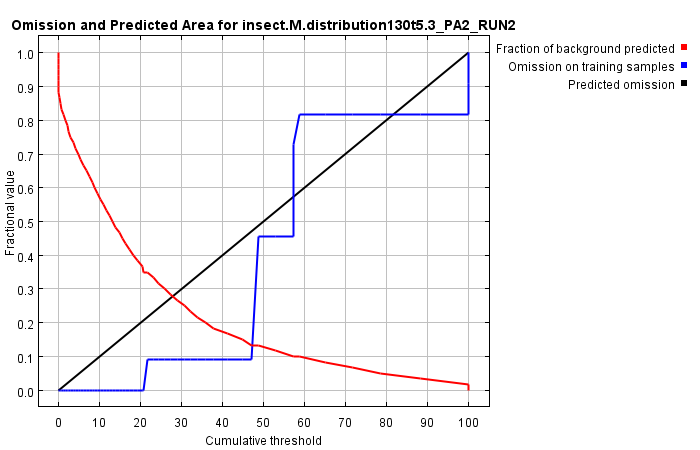 Omission and Predicted Area for insect.M.distribution130t5.3_PA2_RUN2
Fraction of background predicted
Omission on training samples
Predicted omission
1.0
0.9
0.8
0.7
0.6
0.5
0.4
0.3
0.2
0.1
0.0
Fractional value
0 10 20 30 40 50 60 70 80 90 100
Cumulative threshold